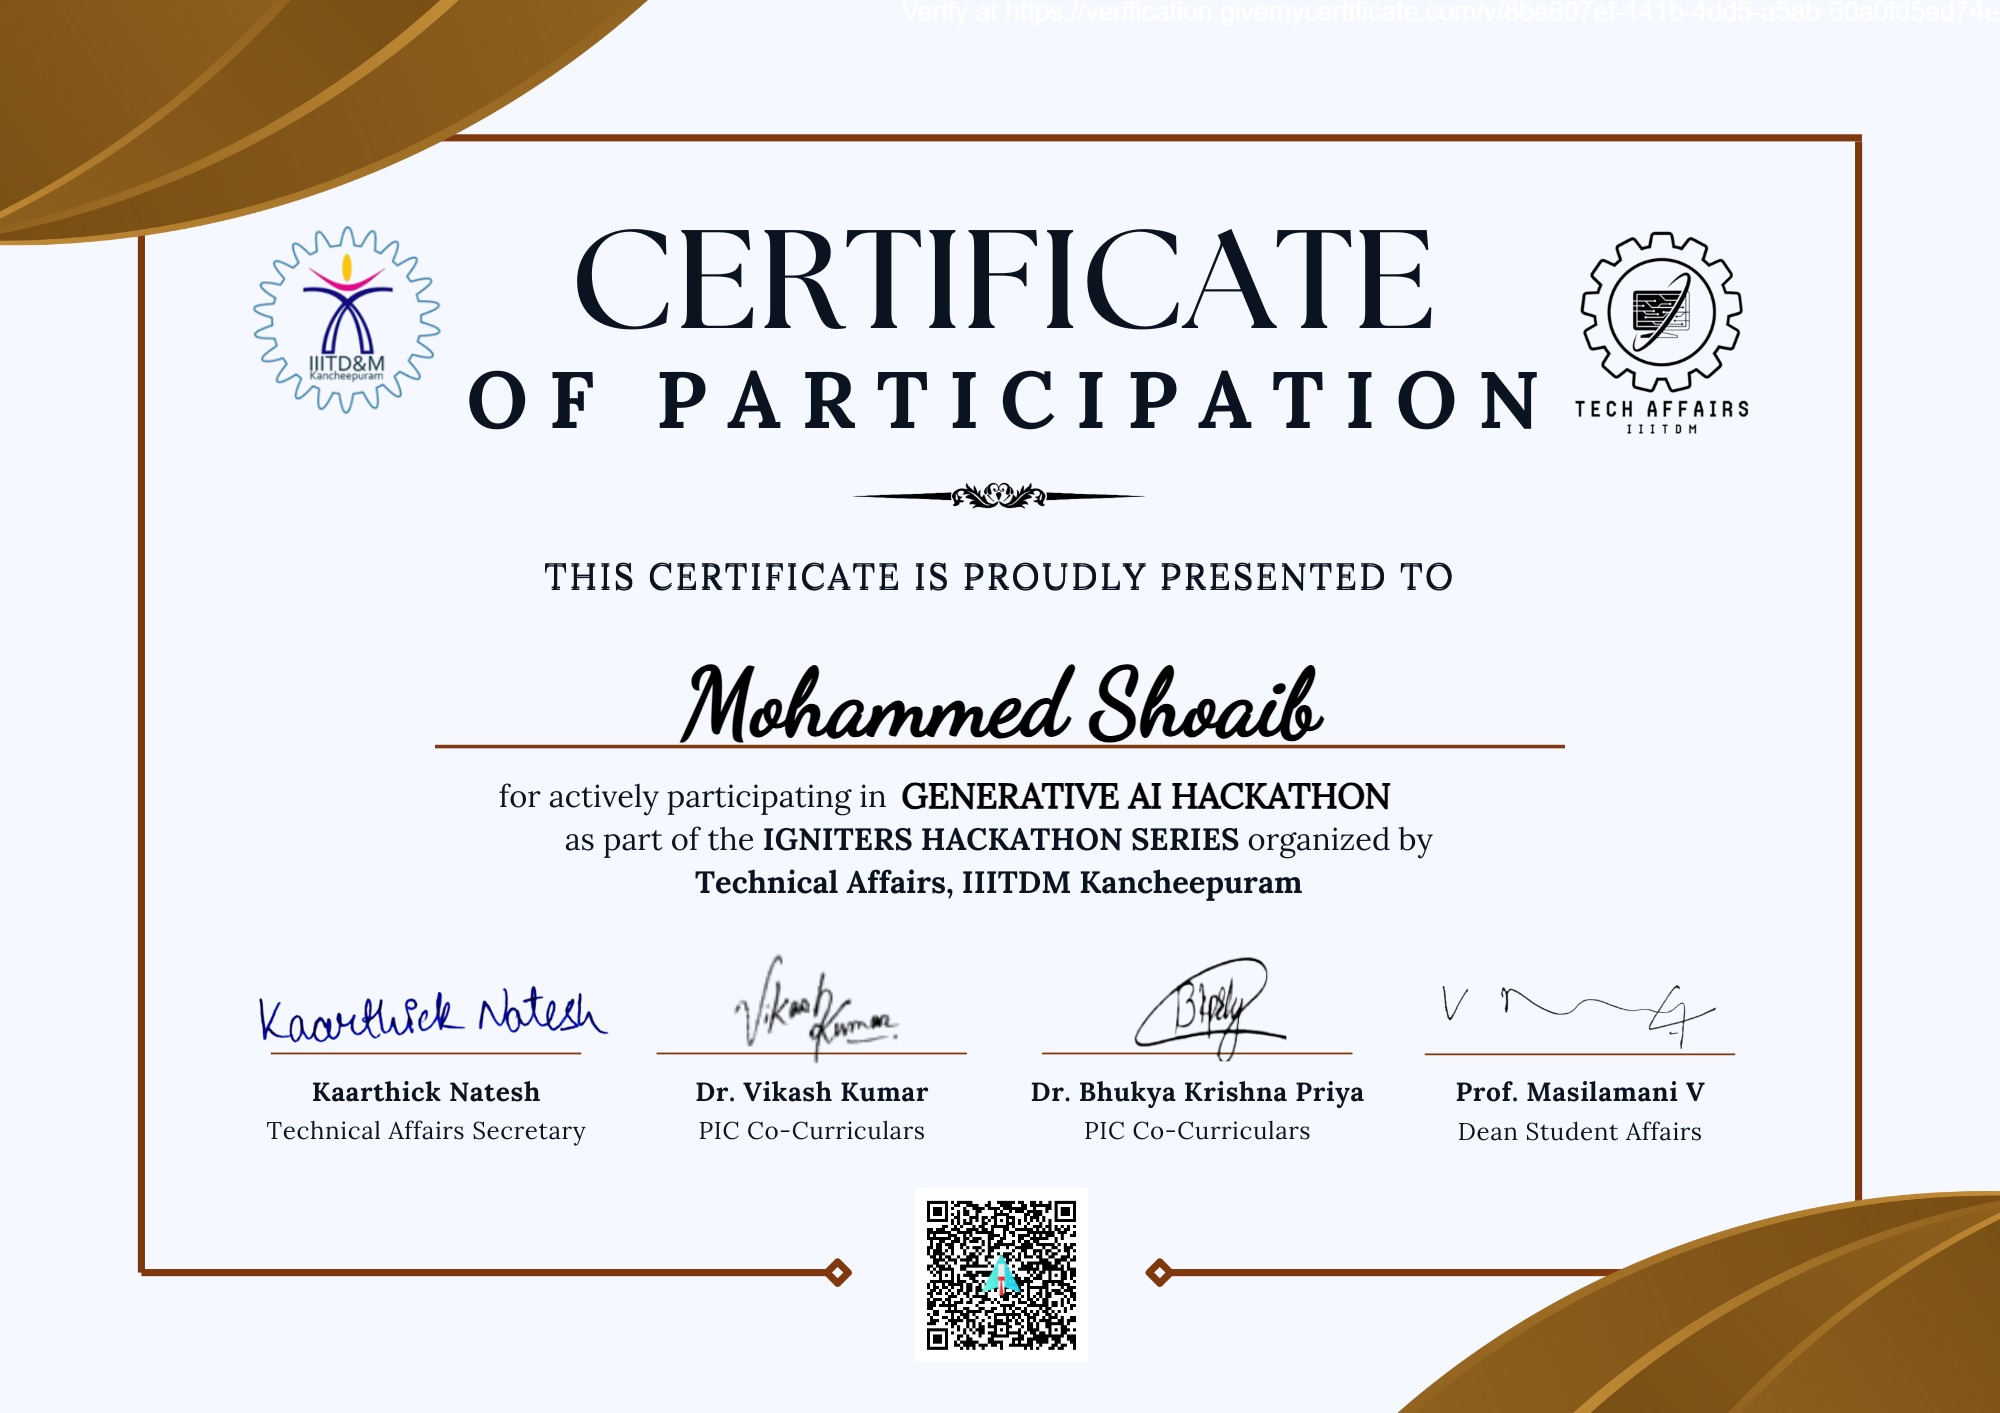 Verify at https://verification.givemycertificate.com/v/8be607ef-141b-4dd5-a5ab-60a0fd5ad74e
CERTIFICATE
OF PARTICIPATION
IIITD&M
Kancheepuram
TECH AFFAIRS
IIITDM
THIS CERTIFICATE IS PROUDLY PRESENTED TO
Mohammed Shoaib
for actively participating in GENERATIVE AI HACKATHON
as part of the IGNITERS HACKATHON SERIES organized by
Technical Affairs, IIITDM Kancheepuram
Kaarthick Natesh
Vikash Kumar
Kaarthick Natesh
Technical Affairs Secretary
Dr. Vikash Kumar
PIC Co-Curriculars
Dr. Bhukya Krishna Priya
PIC Co-Curriculars
Prof. Masilamani V
Dean Student Affairs